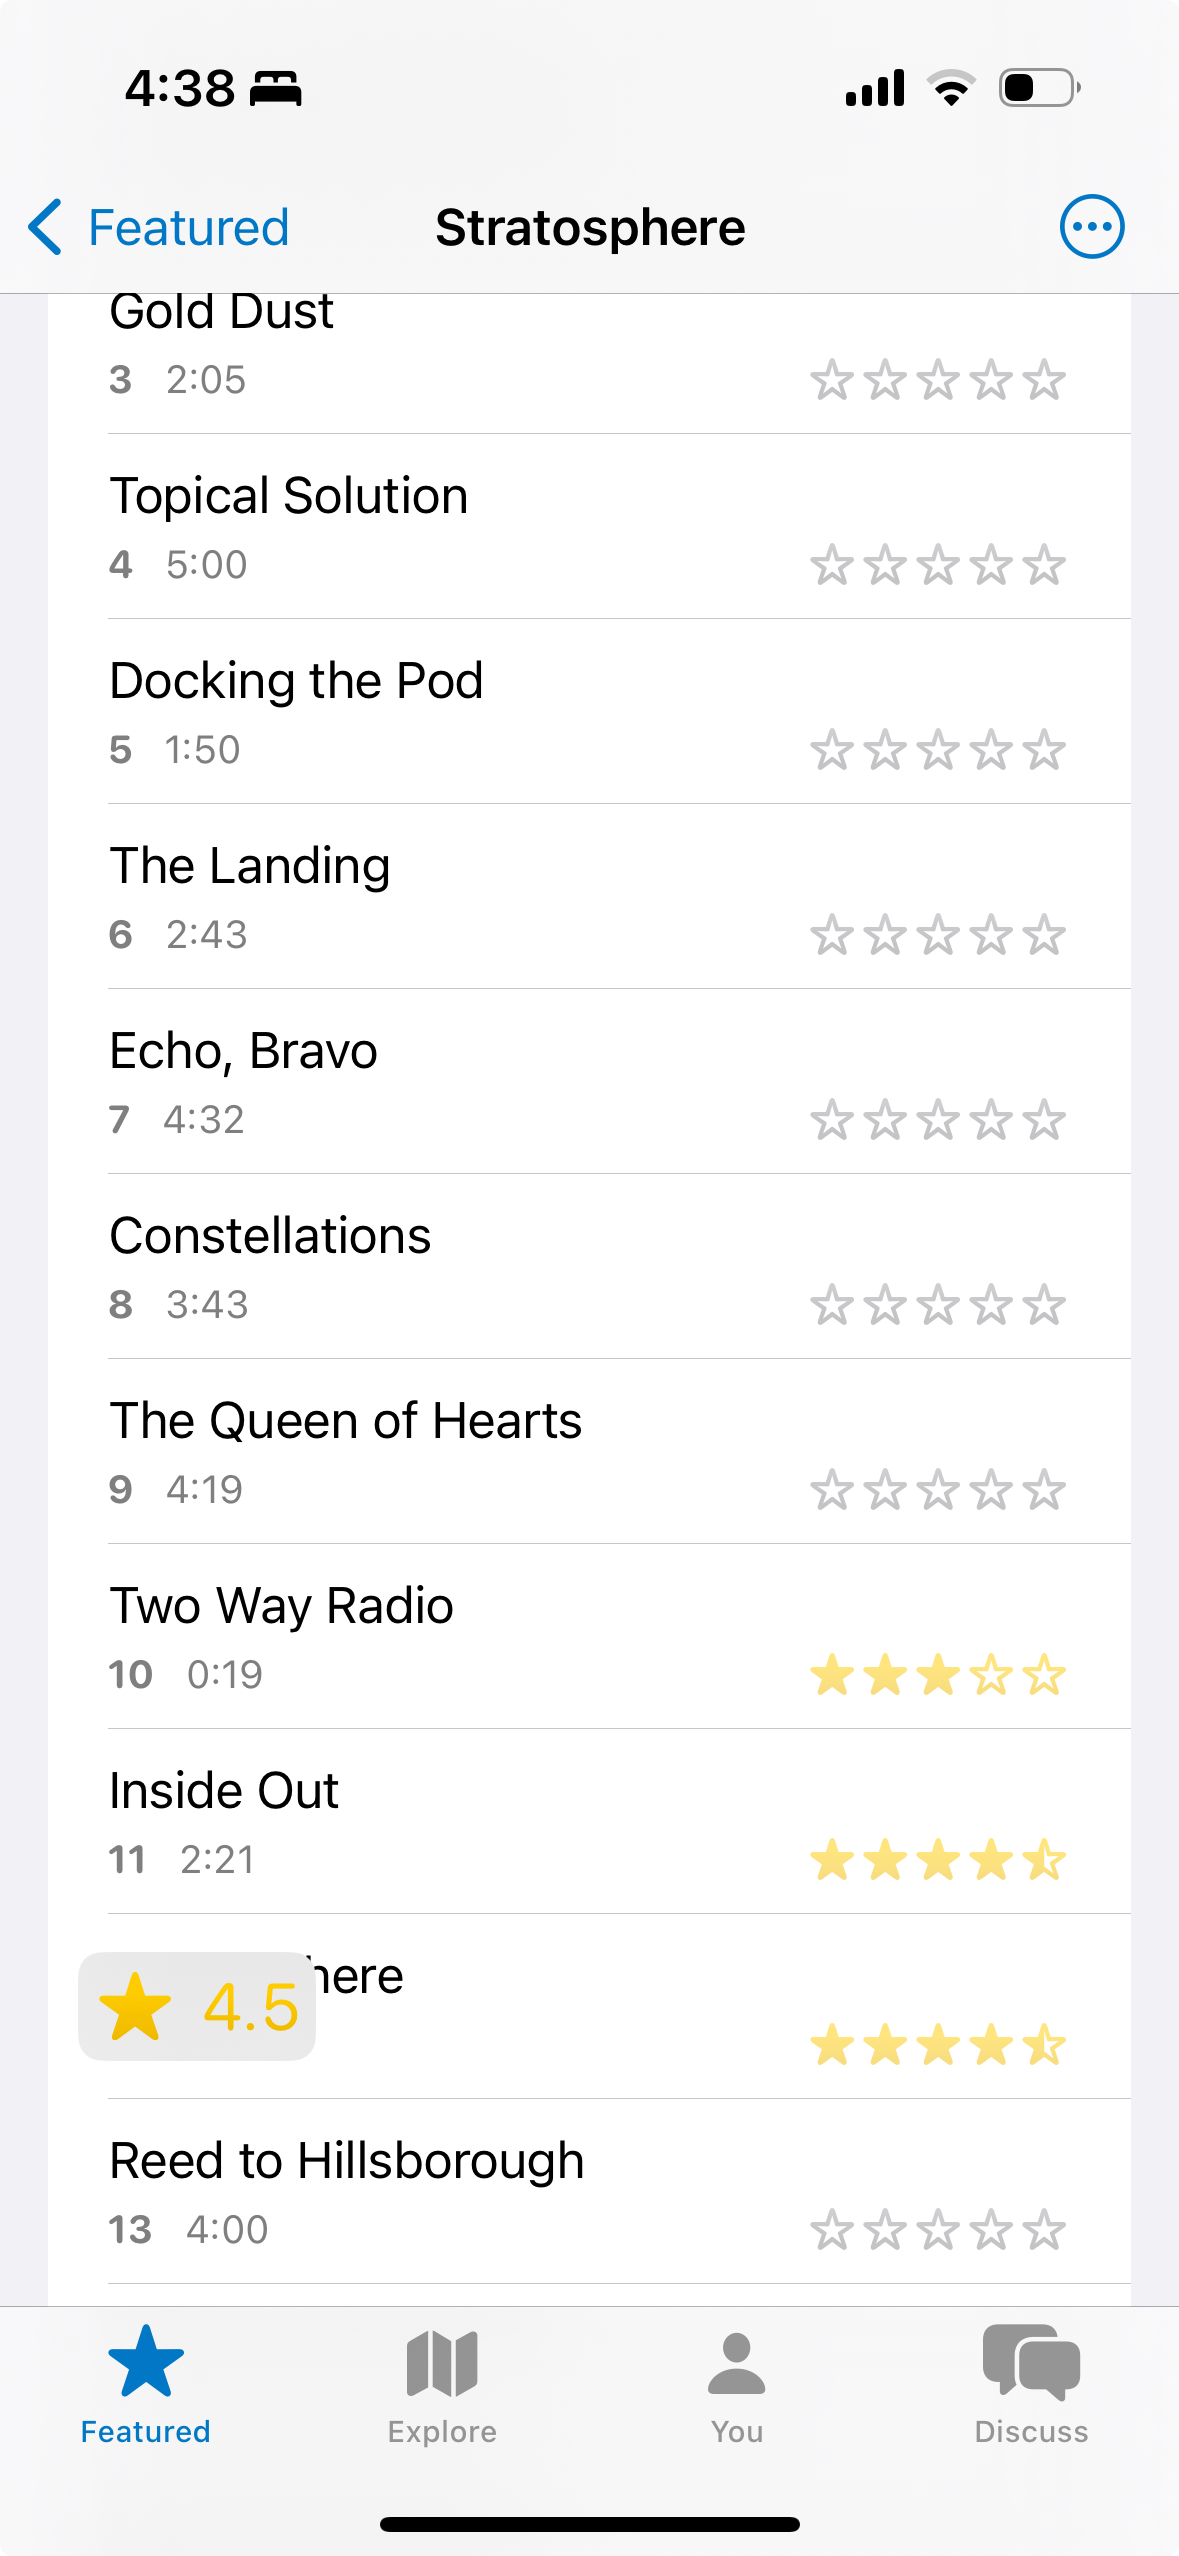 4:38
Featured
Stratosphere
Gold Dust
3 2:05
Topical Solution
4 5:00
Docking the Pod
5 1:50
The Landing
6 2:43
Echo, Bravo
7 4:32
Constellations
8 3:43
The Queen of Hearts
9 4:19
Two Way Radio
10 0:19
Inside Out
11 2:21
4.5
Reed to Hillsborough
13 4:00
Featured
Explore
You
Discuss